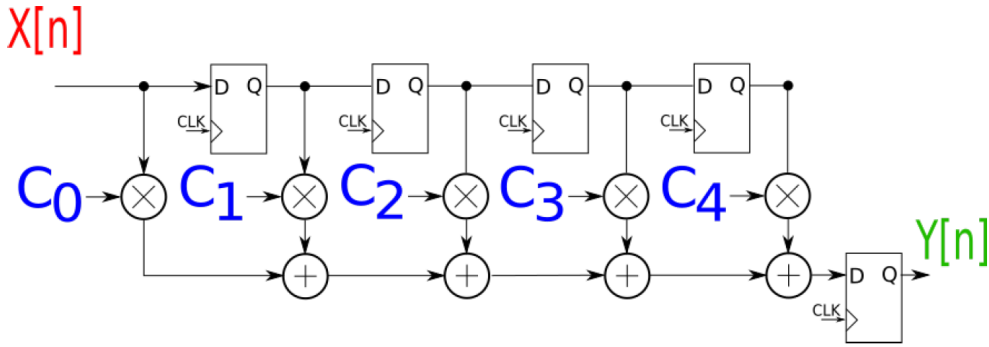 X[n]
D Q D Q D Q D Q
CLK CLK CLK CLK
C0 C1 C2 C3 C4
Y[n]
D Q
CLK